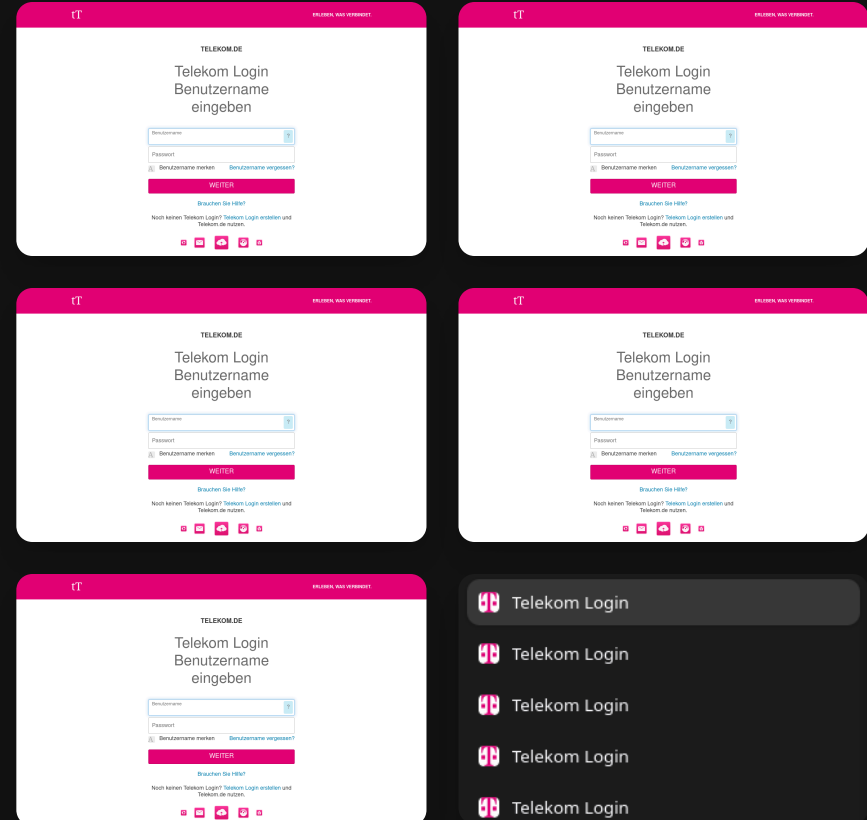 tT
ERLEBEN, WAS VERBINDET.
TELEKOM.DE
Telekom Login
Benutzername
eingeben
Benutzername
?
Passwort
Benutzername merken Benutzername vergessen?
WEITER
Brauchen Sie Hilfe?
Noch keinen Telekom Login? Telekom Login erstellen und
Telekom.de nutzen.
tT
ERLEBEN, WAS VERBINDET.
TELEKOM.DE
Telekom Login
Benutzername
eingeben
Benutzername
?
Passwort
Benutzername merken Benutzername vergessen?
WEITER
Brauchen Sie Hilfe?
Noch keinen Telekom Login? Telekom Login erstellen und
Telekom.de nutzen.
tT
ERLEBEN, WAS VERBINDET.
TELEKOM.DE
Telekom Login
Benutzername
eingeben
Benutzername
?
Passwort
Benutzername merken Benutzername vergessen?
WEITER
Brauchen Sie Hilfe?
Noch keinen Telekom Login? Telekom Login erstellen und
Telekom.de nutzen.
tT
ERLEBEN, WAS VERBINDET.
TELEKOM.DE
Telekom Login
Benutzername
eingeben
Benutzername
?
Passwort
Benutzername merken Benutzername vergessen?
WEITER
Brauchen Sie Hilfe?
Noch keinen Telekom Login? Telekom Login erstellen und
Telekom.de nutzen.
tT
ERLEBEN, WAS VERBINDET.
TELEKOM.DE
Telekom Login
Benutzername
eingeben
Benutzername
?
Passwort
Benutzername merken Benutzername vergessen?
WEITER
Brauchen Sie Hilfe?
Noch keinen Telekom Login? Telekom Login erstellen und
Telekom.de nutzen.
Telekom Login
Telekom Login
Telekom Login
Telekom Login
Telekom Login